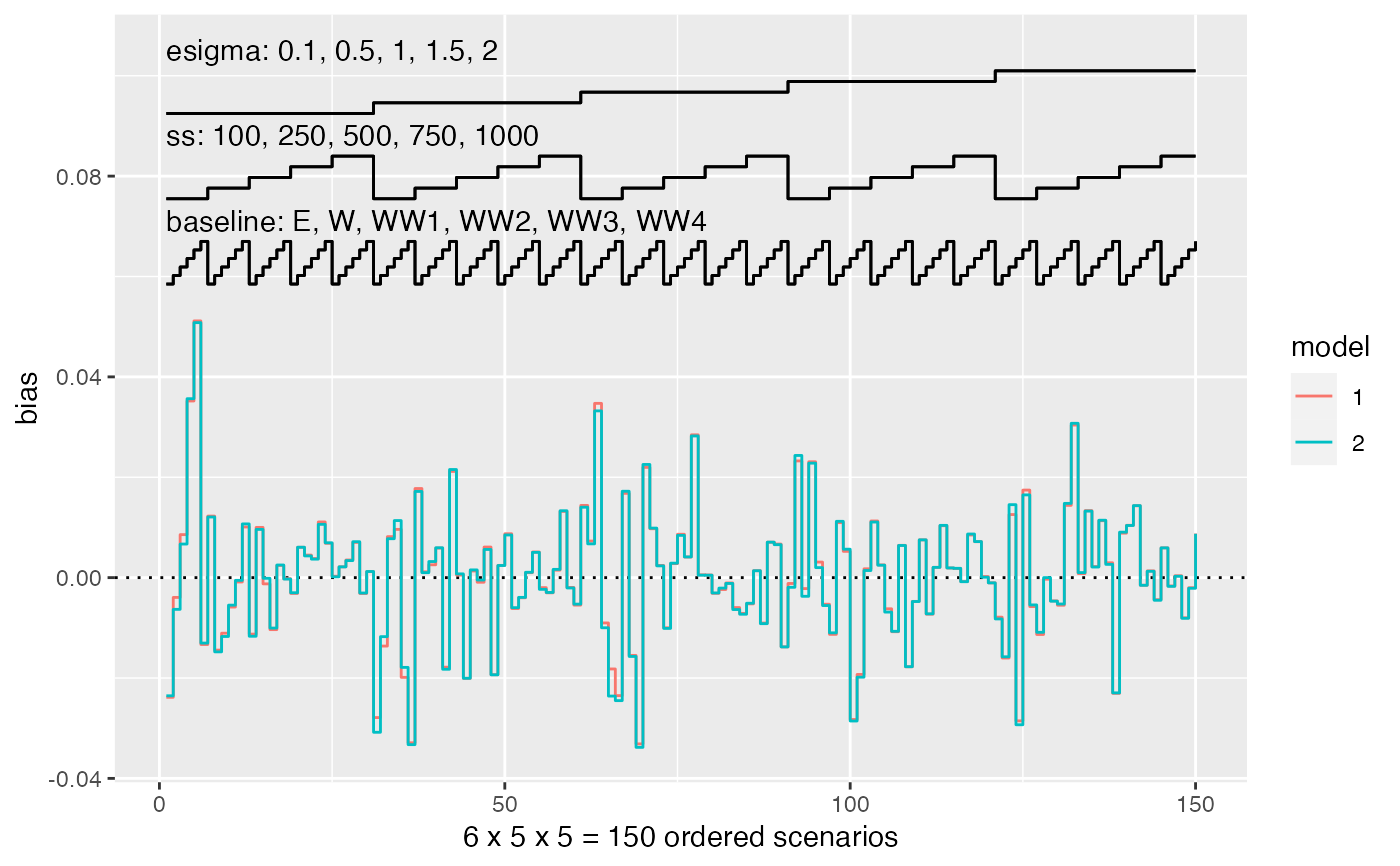 esigma: 0.1, 0.5, 1, 1.5, 2
ss: 100, 250, 500, 750, 1000
0.08
baseline: E, W, WW1, WW2, WW3, WW4
model
0.04
bias
1
2
0.00
-0.04
0 50 100 150
6 x 5 x 5 = 150 ordered scenarios